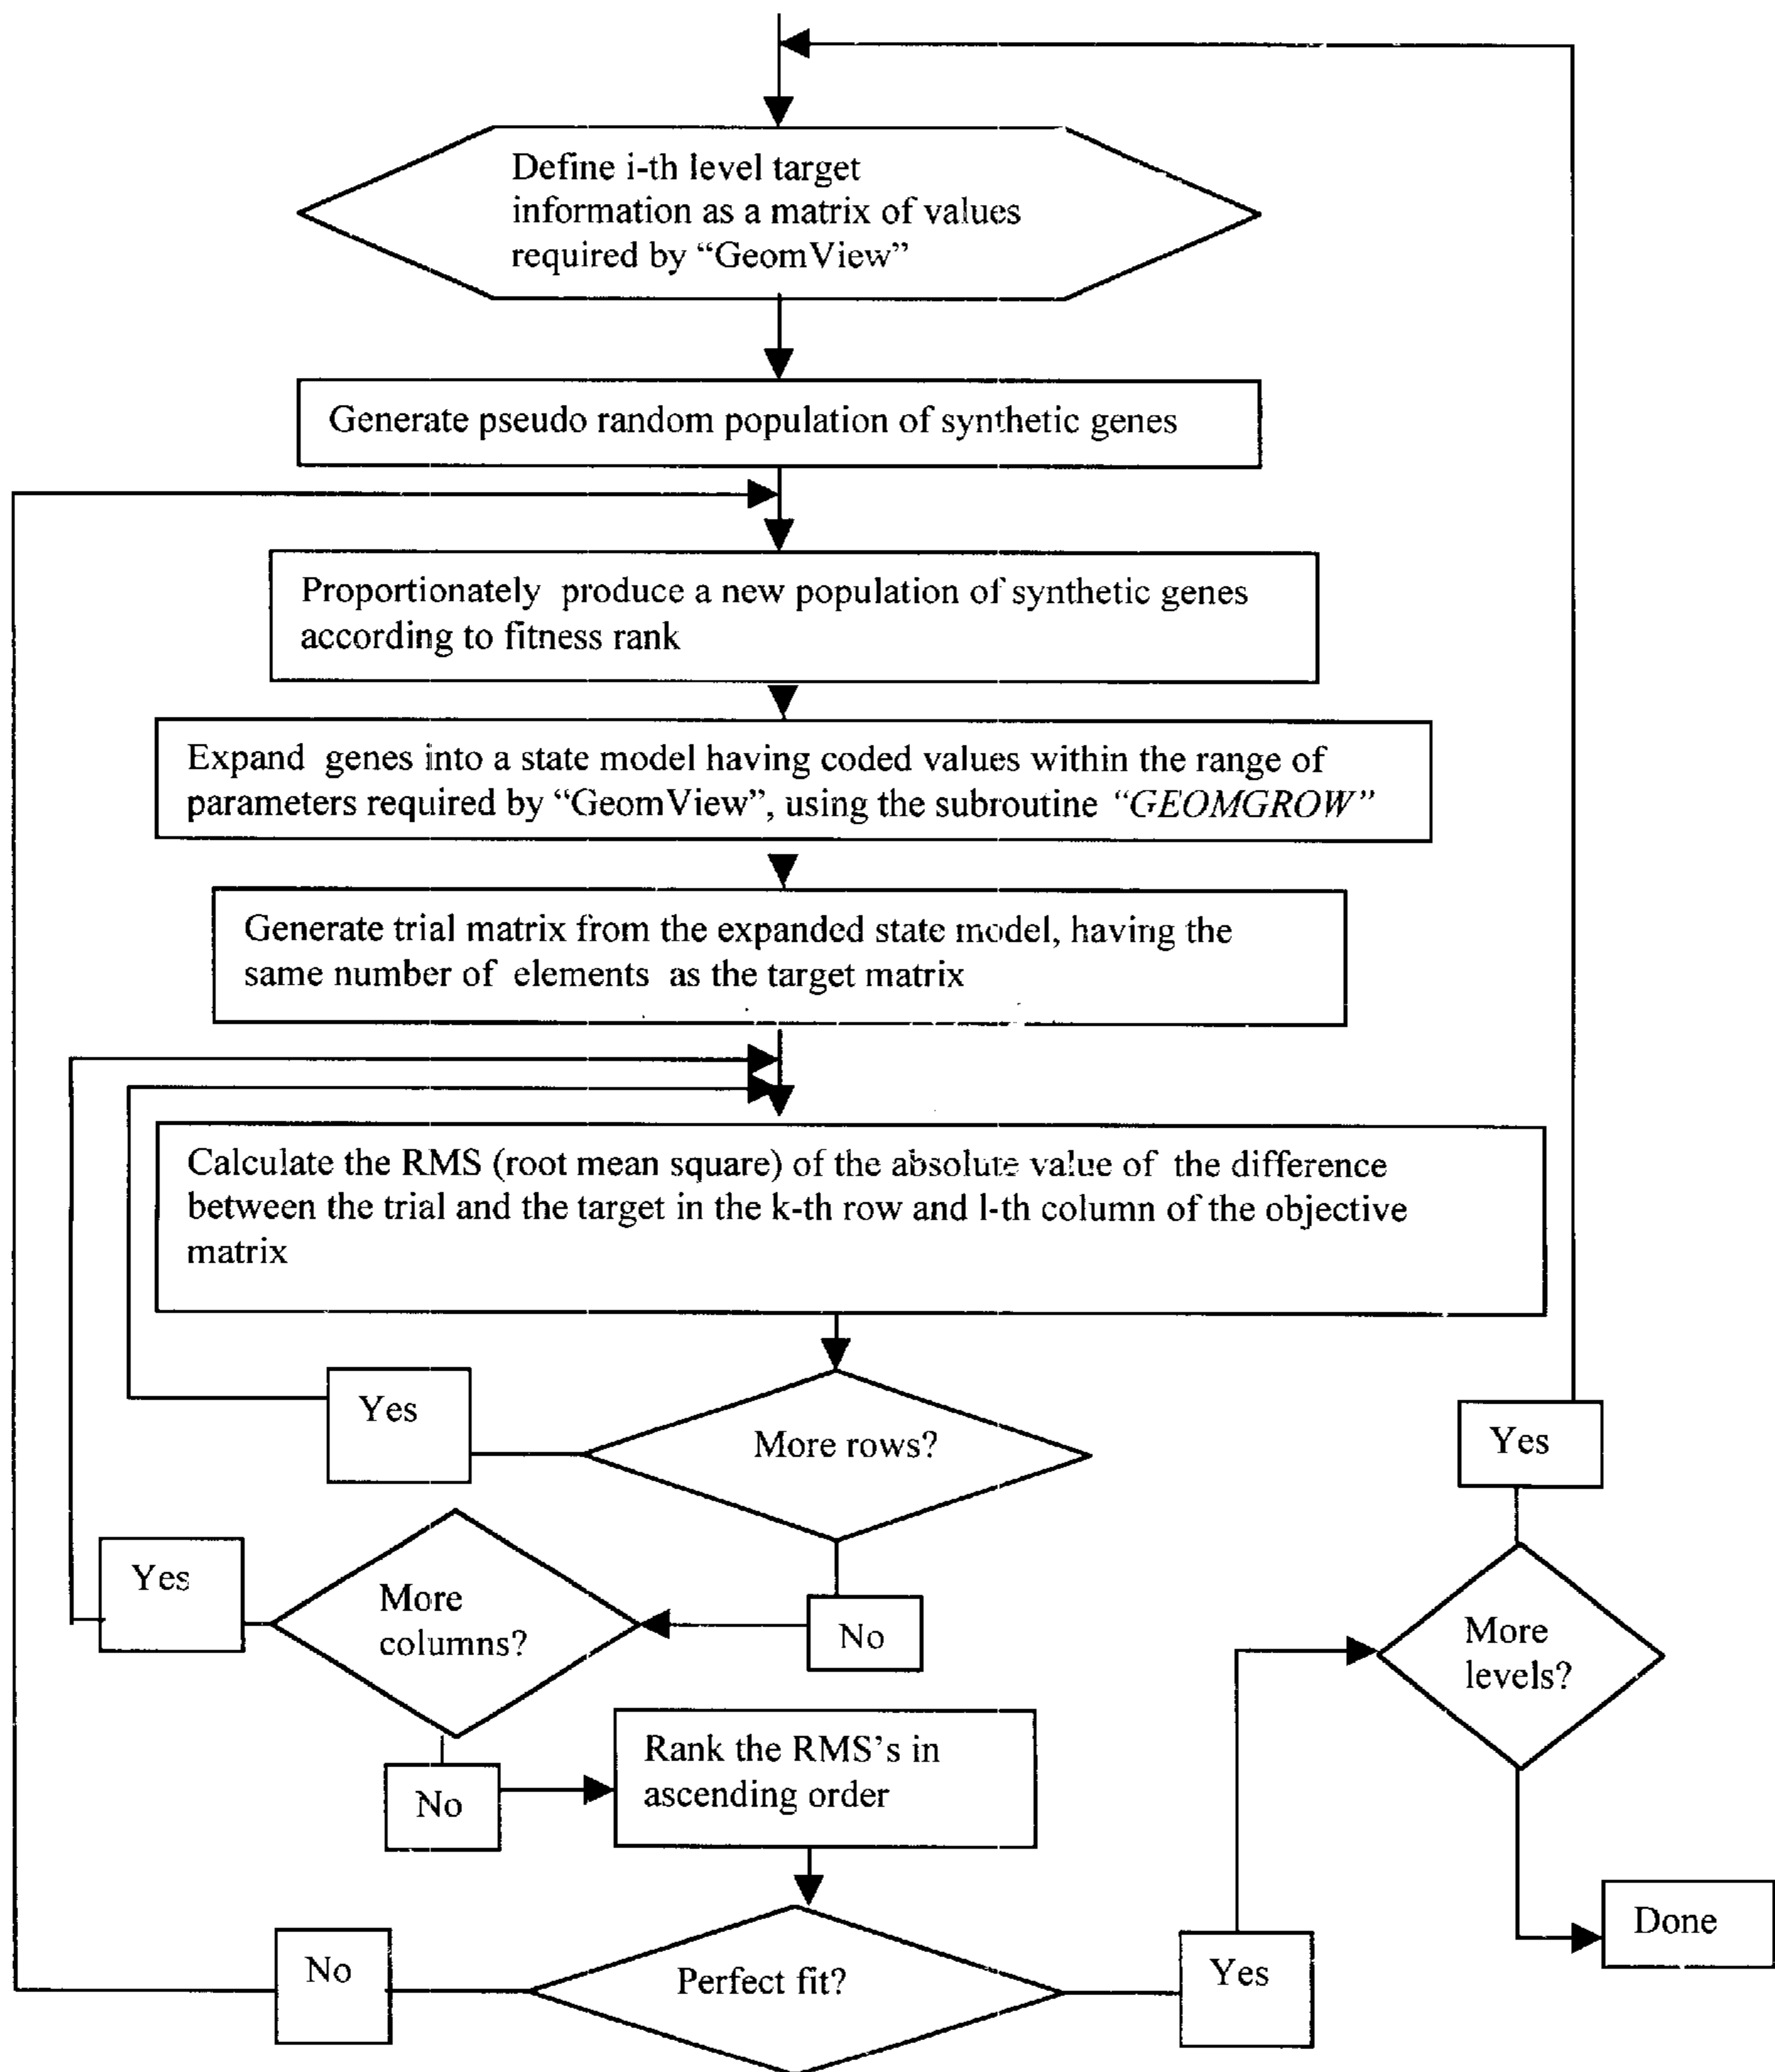 Define i-th level target
information as a matrix of values
required by “GeomView”
Generate pseudo random population of synthetic genes
Proportionately produce a new population of synthetic genes
according to fitness rank
Expand genes into a state model having coded values within the range of
parameters required by “GeomView”, using the subroutine “GEOMGROW”
Generate trial matrix from the expanded state model, having the
same number of elements as the target matrix
Calculate the RMS (root mean square) of the absolute value of the difference
between the trial and the target in the k-th row and l-th column of the objective
matrix
Yes
More rows?
Yes
Yes
More
columns?
No
More
levels?
No
Rank the RMS’s in
ascending order
No
Perfect fit?
Yes
Done